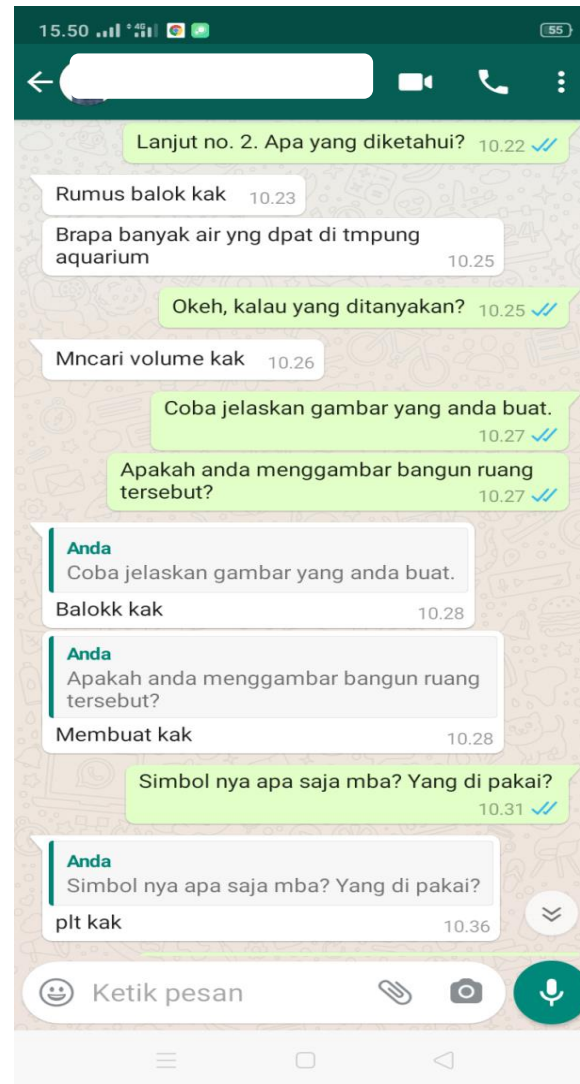 15.50
4G
55
Lanjut no. 2. Apa yang diketahui? 10.22
Rumus balok kak 10.23
Brapa banyak air yng dpat di tmpung
aquarium 10.25
Okeh, kalau yang ditanyakan? 10.25
Mncari volume kak 10.26
Coba jelaskan gambar yang anda buat.
10.27
Apakah anda menggambar bangun ruang
tersebut? 10.27
Anda
Coba jelaskan gambar yang anda buat.
Balokk kak 10.28
Anda
Apakah anda menggambar bangun ruang
tersebut?
Membuat kak 10.28
Simbol nya apa saja mba? Yang di pakai?
10.31
Anda
Simbol nya apa saja mba? Yang di pakai?
plt kak 10.36
Ketik pesan